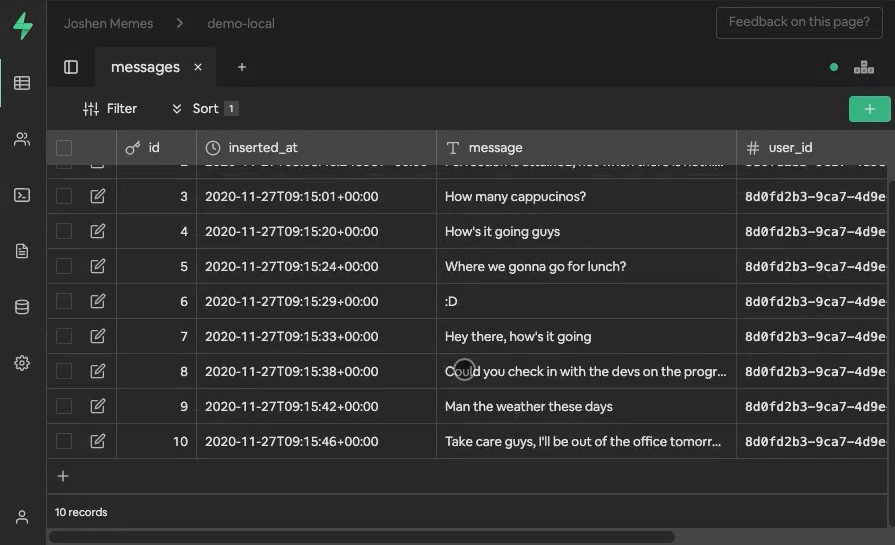 Joshen Memes > demo-local Feedback on this page?
messages × +
Filter Sort 1 +
id inserted_at message user_id
3 2020-11-27T09:15:01+00:00 How many cappucinos? 8d0fd2b3-9ca7-4d9e
4 2020-11-27T09:15:20+00:00 How's it going guys 8d0fd2b3-9ca7-4d9e
5 2020-11-27T09:15:24+00:00 Where we gonna go for lunch? 8d0fd2b3-9ca7-4d9e
6 2020-11-27T09:15:29+00:00 :D 8d0fd2b3-9ca7-4d9e
7 2020-11-27T09:15:33+00:00 Hey there, how's it going 8d0fd2b3-9ca7-4d9e
8 2020-11-27T09:15:38+00:00 Could you check in with the devs on the progr... 8d0fd2b3-9ca7-4d9e
9 2020-11-27T09:15:42+00:00 Man the weather these days 8d0fd2b3-9ca7-4d9e
10 2020-11-27T09:15:46+00:00 Take care guys, I'll be out of the office tomorr... 8d0fd2b3-9ca7-4d9e
+
10 records